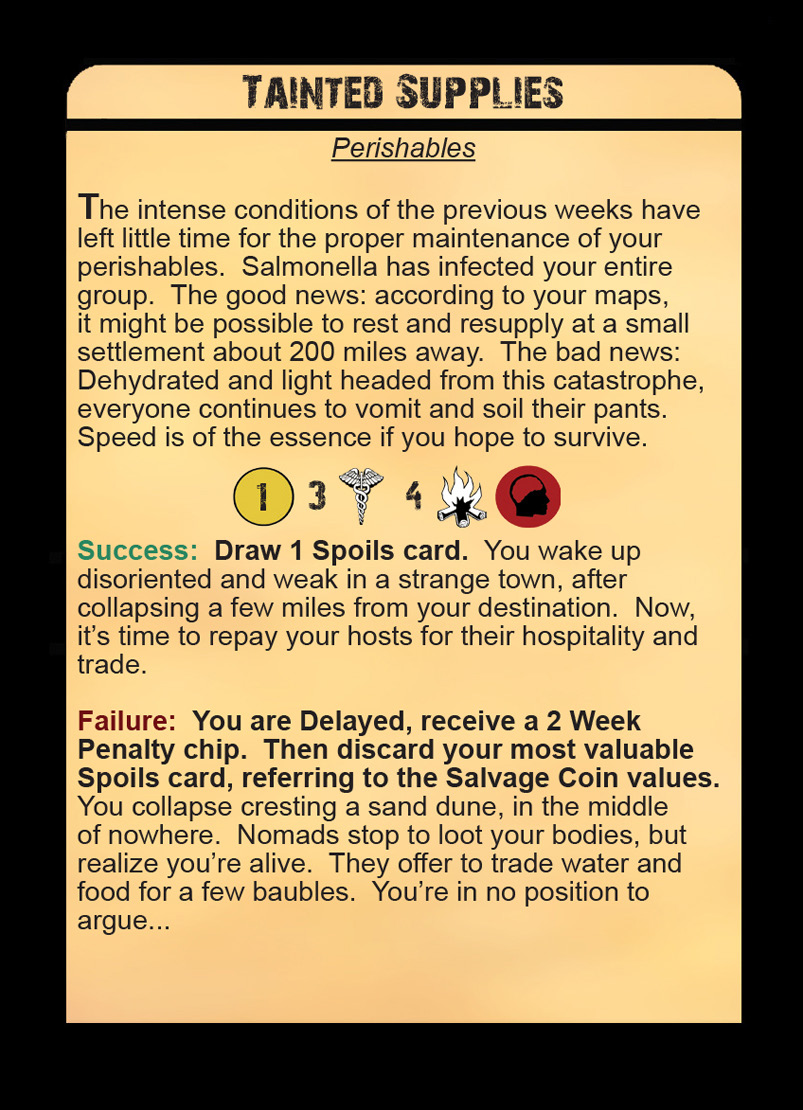 TAINTED SUPPLIES
Perishables
The intense conditions of the previous weeks have
left little time for the proper maintenance of your
perishables.  Salmonella has infected your entire
group.  The good news: according to your maps,
it might be possible to rest and resupply at a small
settlement about 200 miles away.  The bad news:
Dehydrated and light headed from this catastrophe,
everyone continues to vomit and soil their pants.
Speed is of the essence if you hope to survive.
1 3 4
Success:  Draw 1 Spoils card.  You wake up
disoriented and weak in a strange town, after
collapsing a few miles from your destination.  Now,
it's time to repay your hosts for their hospitality and
trade.
Failure:  You are Delayed, receive a 2 Week
Penalty chip.  Then discard your most valuable
Spoils card, referring to the Salvage Coin values.
You collapse cresting a sand dune, in the middle
of nowhere.  Nomads stop to loot your bodies, but
realize you're alive.  They offer to trade water and
food for a few baubles.  You're in no position to
argue...